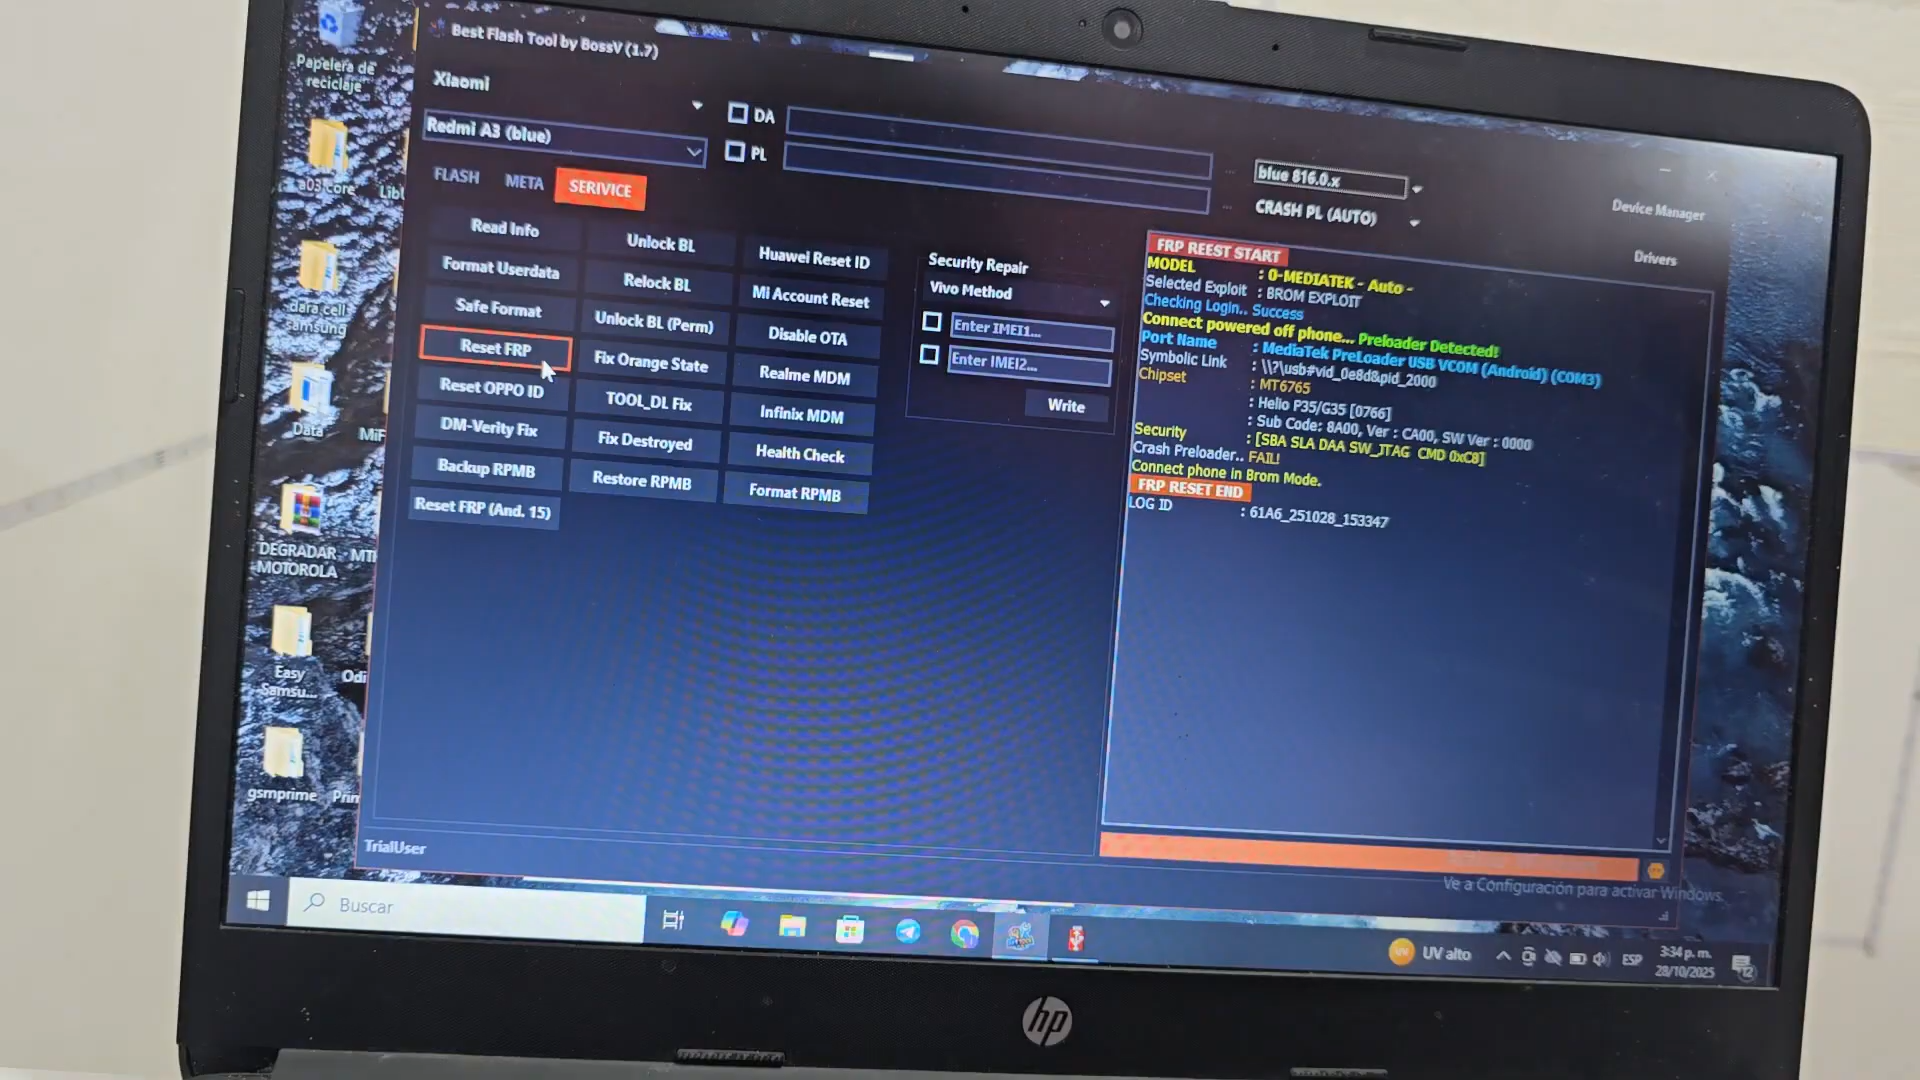 Papelera de
reciclaje
a03 core
dara cell
samsung
Data
DEGRADAR
MOTOROLA
Easy
Samsu...
gsmprime
Best Flash Tool by BossV (1.7)
Xiaomi
Redmi A3 (blue)
DA
PL
blue 816.0.x
CRASH PL (AUTO)
Device Manager
Drivers
FLASH META SERIVICE
Read Info
Unlock BL
Huawei Reset ID
Format Userdata
Relock BL
Mi Account Reset
Safe Format
Unlock BL (Perm)
Disable OTA
Reset FRP
Fix Orange State
Realme MDM
Reset OPPO ID
TOOL_DL Fix
Infinix MDM
DM-Verity Fix
Fix Destroyed
Health Check
Backup RPMB
Restore RPMB
Format RPMB
Reset FRP (And. 15)
Security Repair
Vivo Method
Enter IMEI1...
Enter IMEI2...
Write
FRP REEST START
MODEL : 0-MEDIATEK - Auto -
Selected Exploit : BROM EXPLOIT
Checking Login.. Success
Connect powered off phone... Preloader Detected!
Port Name : MediaTek PreLoader USB VCOM (Android) (COM3)
Symbolic Link : \\?\usb#vid_0e8d&pid_2000
Chipset : MT6765
: Helio P35/G35 [0766]
: Sub Code: 8A00, Ver : CA00, SW Ver : 0000
Security : [SBA SLA DAA SW_JTAG CMD 0xC8]
Crash Preloader.. FAIL!
Connect phone in Brom Mode.
FRP RESET END
LOG ID : 61A6_251028_153347
TrialUser
Ve a Configuración para activar Windows.
Buscar
UV alto
ESP
3:34 p. m.
28/10/2025
12
hp